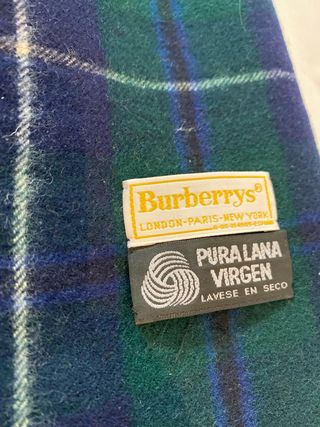 Burberrys®
LONDON-PARIS-NEW YORK
PURA LANA
VIRGEN
LAVESE EN SECO